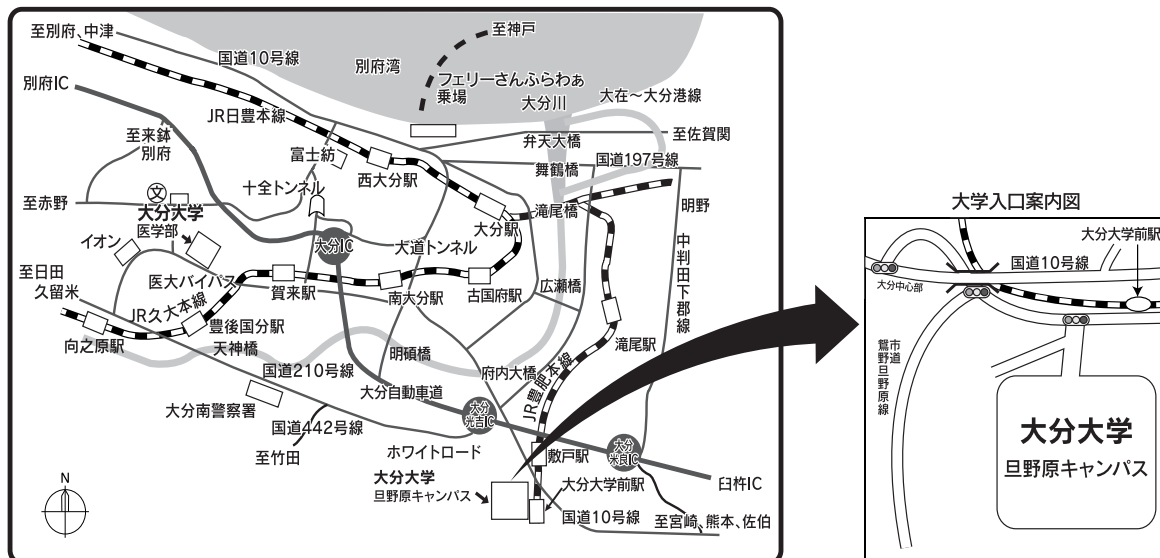 至別府、中津
国道10号線
別府湾
至神戸
フェリーさんふらわぁ
乗場
別府IC
JR日豊本線
大分川
大在〜大分港線
至来鉢
別府
富士紡
西大分駅
弁天大橋
至佐賀関
舞鶴橋
国道197号線
文
十全トンネル
至赤野
大分大学
医学部
大分駅
滝尾橋
明野
イオン
大分IC
大道トンネル
中判田下郡線
至日田
久留米
医大バイパス
賀来駅
南大分駅
古国府駅
広瀬橋
JR久大本線
豊後国分駅
向之原駅
天神橋
明磧橋
滝尾駅
国道210号線
府内大橋
JR豊肥本線
大分自動車道
大分南警察署
大分
光吉IC
国道442号線
ホワイトロード
至竹田
敷戸駅
大分
米良IC
大分大学
旦野原キャンパス
大分大学前駅
臼杵IC
国道10号線
至宮崎、熊本、佐伯
N
大学入口案内図
大分大学前駅
国道10号線
大分中心部
市道
鴛野旦野原線
大分大学
旦野原キャンパス